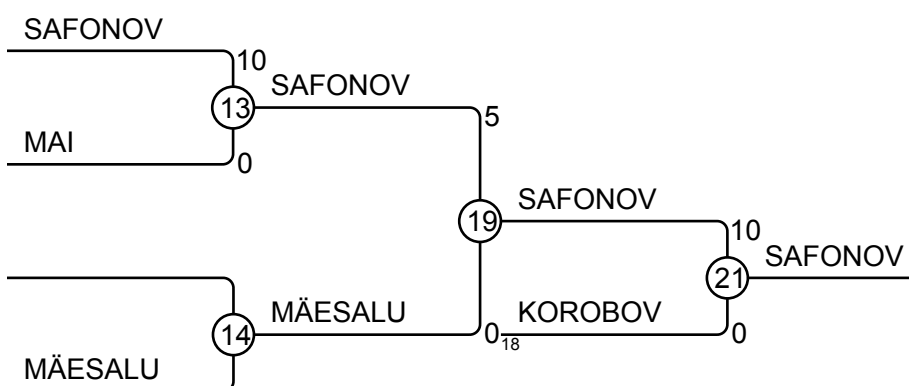 SAFONOV
10
13
SAFONOV
5
MAI
0
19
SAFONOV
10
21
SAFONOV
14
MÄESALU
0
18
KOROBOV
0
MÄESALU